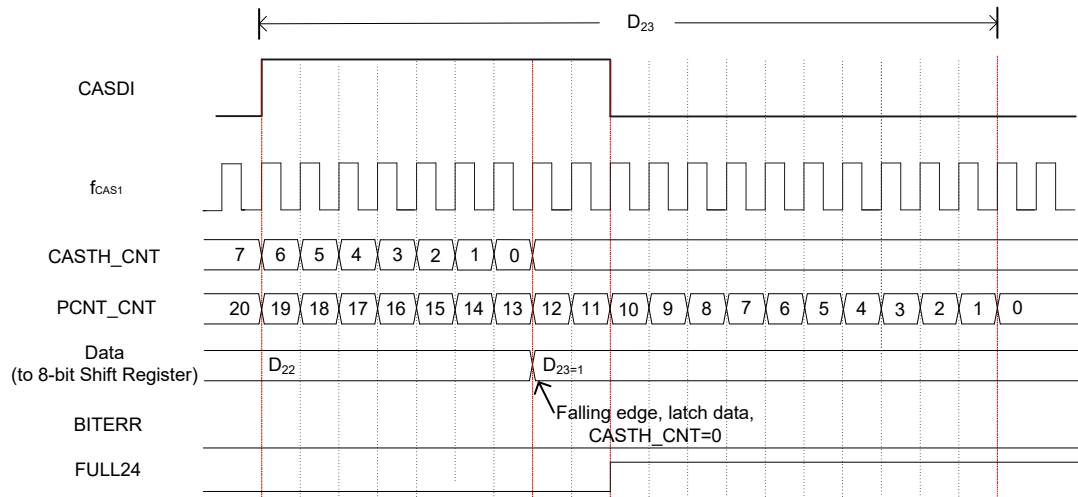 D23
CASDI
fCAS1
CASTH_CNT 7 6 5 4 3 2 1 0
PCNT_CNT 20 19 18 17 16 15 14 13 12 11 10 9 8 7 6 5 4 3 2 1 0
Data
(to 8-bit Shift Register)
D22 D23=1
Falling edge, latch data,
CASTH_CNT=0
BITERR
FULL24